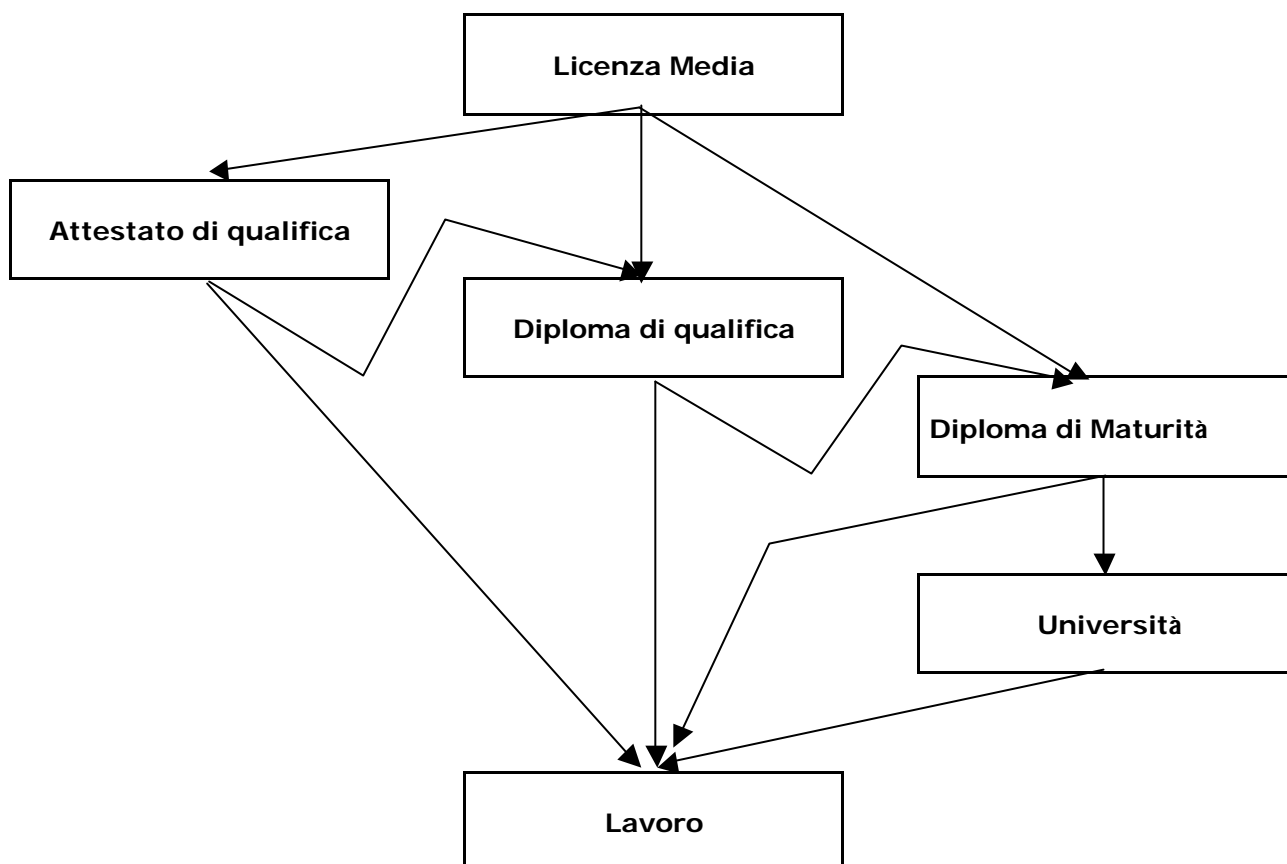 Licenza Media
Attestato di qualifica
Diploma di qualifica
Diploma di Maturità
Università
Lavoro